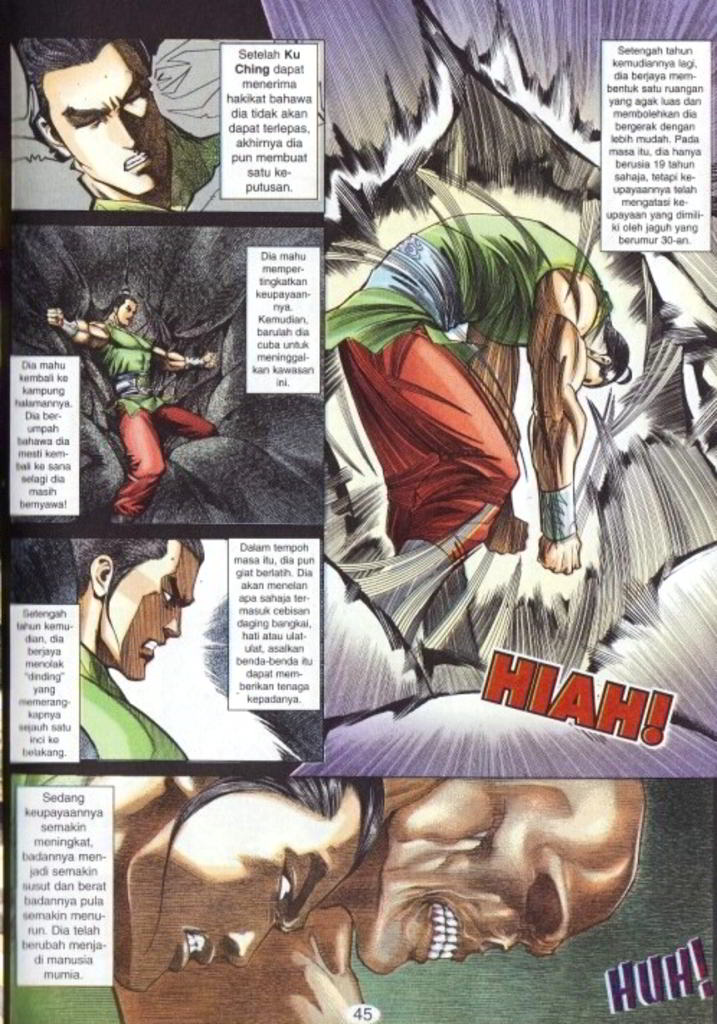 Setelah Ku
Ching dapat
menerima
hakikat bahawa
dia tidak akan
dapat terlepas,
akhirnya dia
pun membuat
satu ke-
putusan.
Dia mahu
memper-
tingkatkan
keupayaan-
nya.
Kemudian,
barulah dia
cuba untuk
meninggal-
kan kawasan
ini.
Dia mahu
kembali ke
kampung
halamannya.
Dia ber-
umpah
bahawa dia
mesti kem-
bali ke sana
selagi dia
masih
bernyawa!
Dalam tempoh
masa itu, dia pun
giat berlatih. Dia
akan menelan
apa sahaja ter-
masuk cebisan
daging bangkai,
hati atau ulat-
ulat, asalkan
benda-benda itu
dapat mem-
berikan tenaga
kepadanya.
Setengah
tahun kemu-
dian, dia
berjaya
menolak
"dinding"
yang
memerang-
kapnya
sejauh satu
inci ke
belakang.
Setengah tahun
kemudiannya lagi,
dia berjaya mem-
bentuk satu ruangan
yang agak luas dan
membolehkan dia
bergerak dengan
lebih mudah. Pada
masa itu, dia hanya
berusia 19 tahun
sahaja, tetapi ke-
upayaannya telah
mengatasi ke-
upayaan yang dimili-
ki oleh jaguh yang
berumur 30-an.
HIAH!
Sedang
keupayaannya
semakin
meningkat,
badannya men-
jadi semakin
susut dan berat
badannya pula
semakin menu-
run. Dia telah
berubah menja-
di manusia
mumia.
HUH!
45